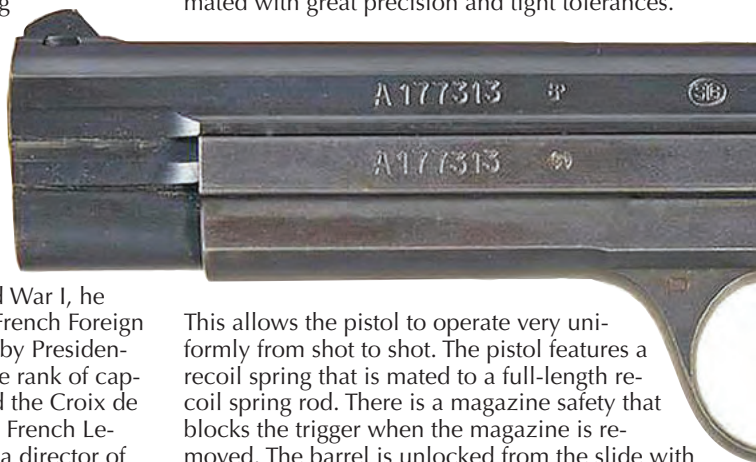 g
mated with great precision and tight tolerances.
A177313 SP SIG
A177313
d War I, he
French Foreign
by Presiden-
e rank of cap-
d the Croix de
French Le-
a director of
This allows the pistol to operate very uni-
formly from shot to shot. The pistol features a
recoil spring that is mated to a full-length re-
coil spring rod. There is a magazine safety that
blocks the trigger when the magazine is re-
moved. The barrel is unlocked from the slide with